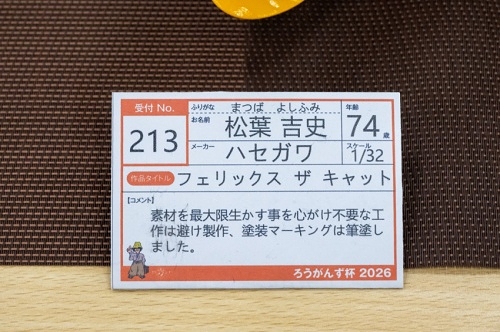 受付 No.
213
ふりがな まつば よしふみ
お名前 松葉 吉史
年齢 74歳
メーカー ハセガワ
スケール 1/32
作品タイトル フェリックス ザ キャット
【コメント】
素材を最大限生かす事を心がけ不要な工
作は避け製作、塗装マーキングは筆塗し
ました。
ろうがんず杯 2026